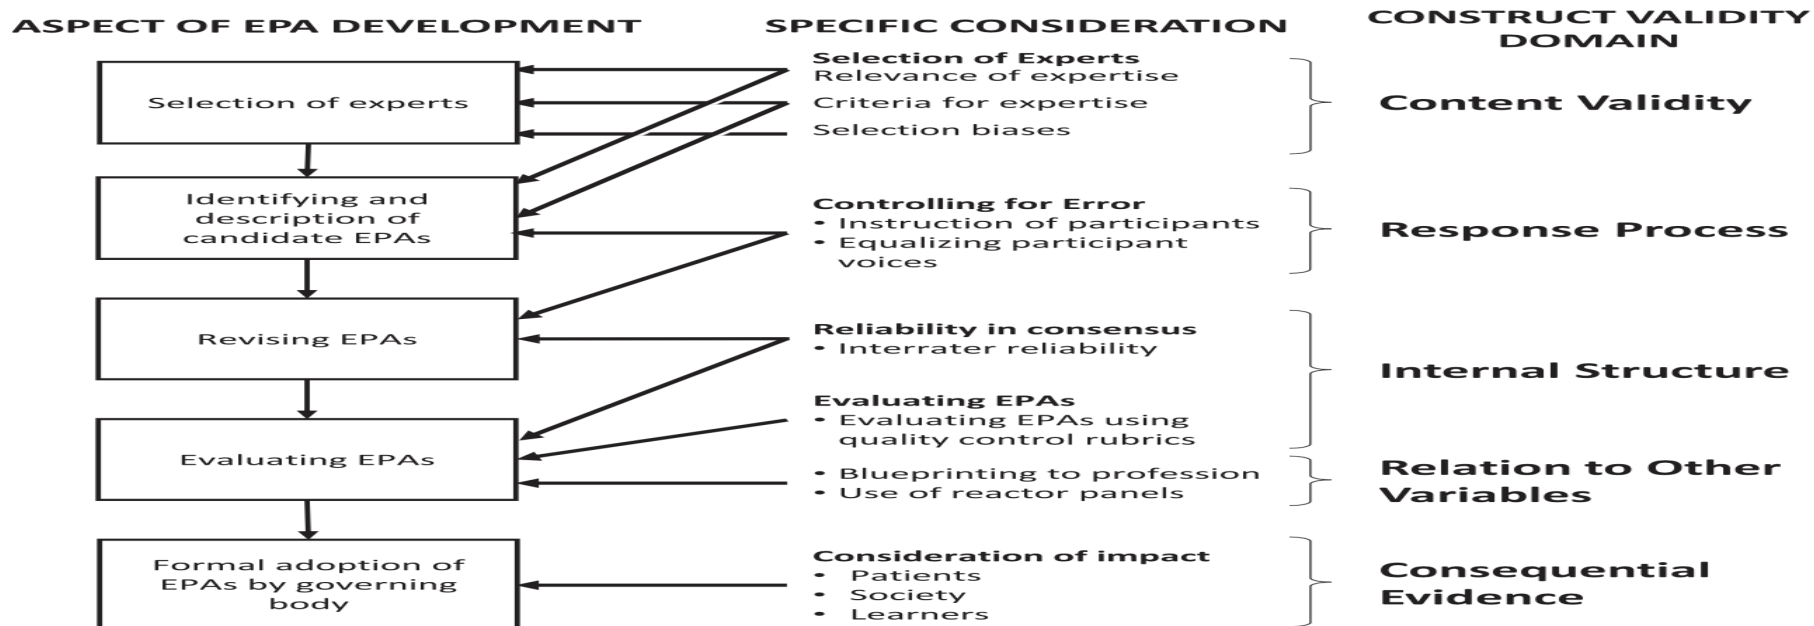 ASPECT OF EPA DEVELOPMENT
SPECIFIC CONSIDERATION
CONSTRUCT VALIDITY
DOMAIN
Selection of experts
Identifying and
description of
candidate EPAs
Revising EPAs
Evaluating EPAs
Formal adoption of
EPAs by governing
body
Selection of Experts
Relevance of expertise
Criteria for expertise
Selection biases
Controlling for Error
• Instruction of participants
• Equalizing participant
voices
Reliability in consensus
• Interrater reliability
Evaluating EPAs
• Evaluating EPAs using
quality control rubrics
• Blueprinting to profession
• Use of reactor panels
Consideration of impact
• Patients
• Society
• Learners
Content Validity
Response Process
Internal Structure
Relation to Other
Variables
Consequential
Evidence